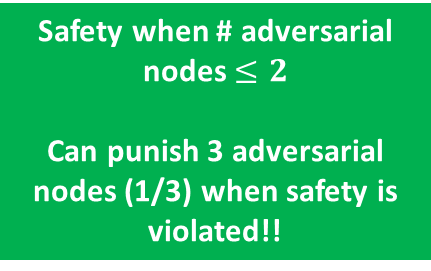 Safety when # adversarial
nodes ≤ 2
Can punish 3 adversarial
nodes (1/3) when safety is
violated!!